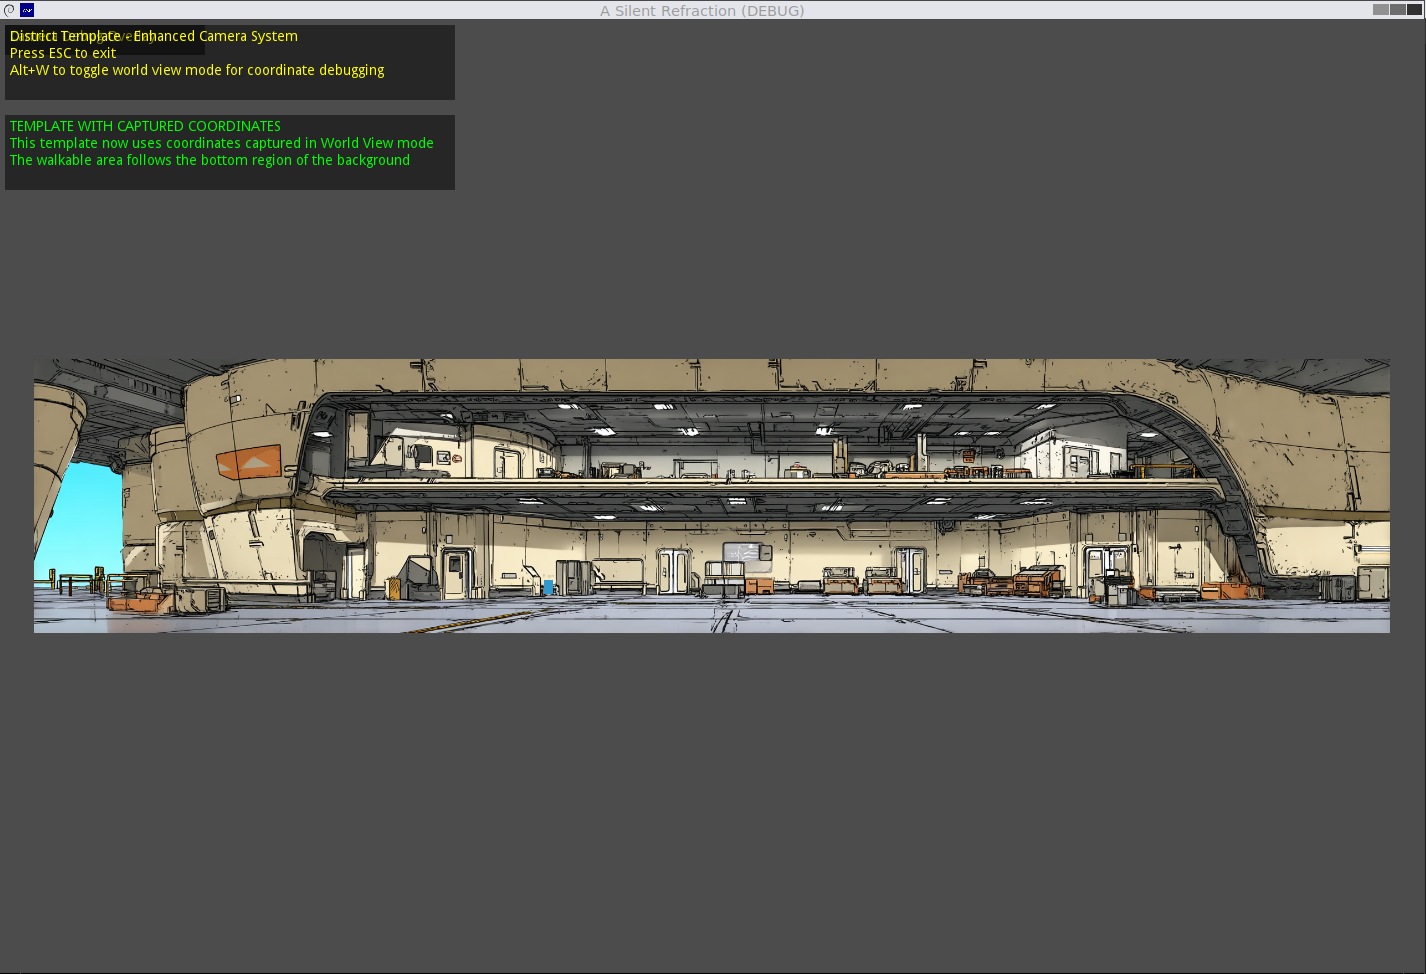 A Silent Refraction (DEBUG)
District Template - Enhanced Camera System
Press ESC to exit
Alt+W to toggle world view mode for coordinate debugging
TEMPLATE WITH CAPTURED COORDINATES
This template now uses coordinates captured in World View mode
The walkable area follows the bottom region of the background